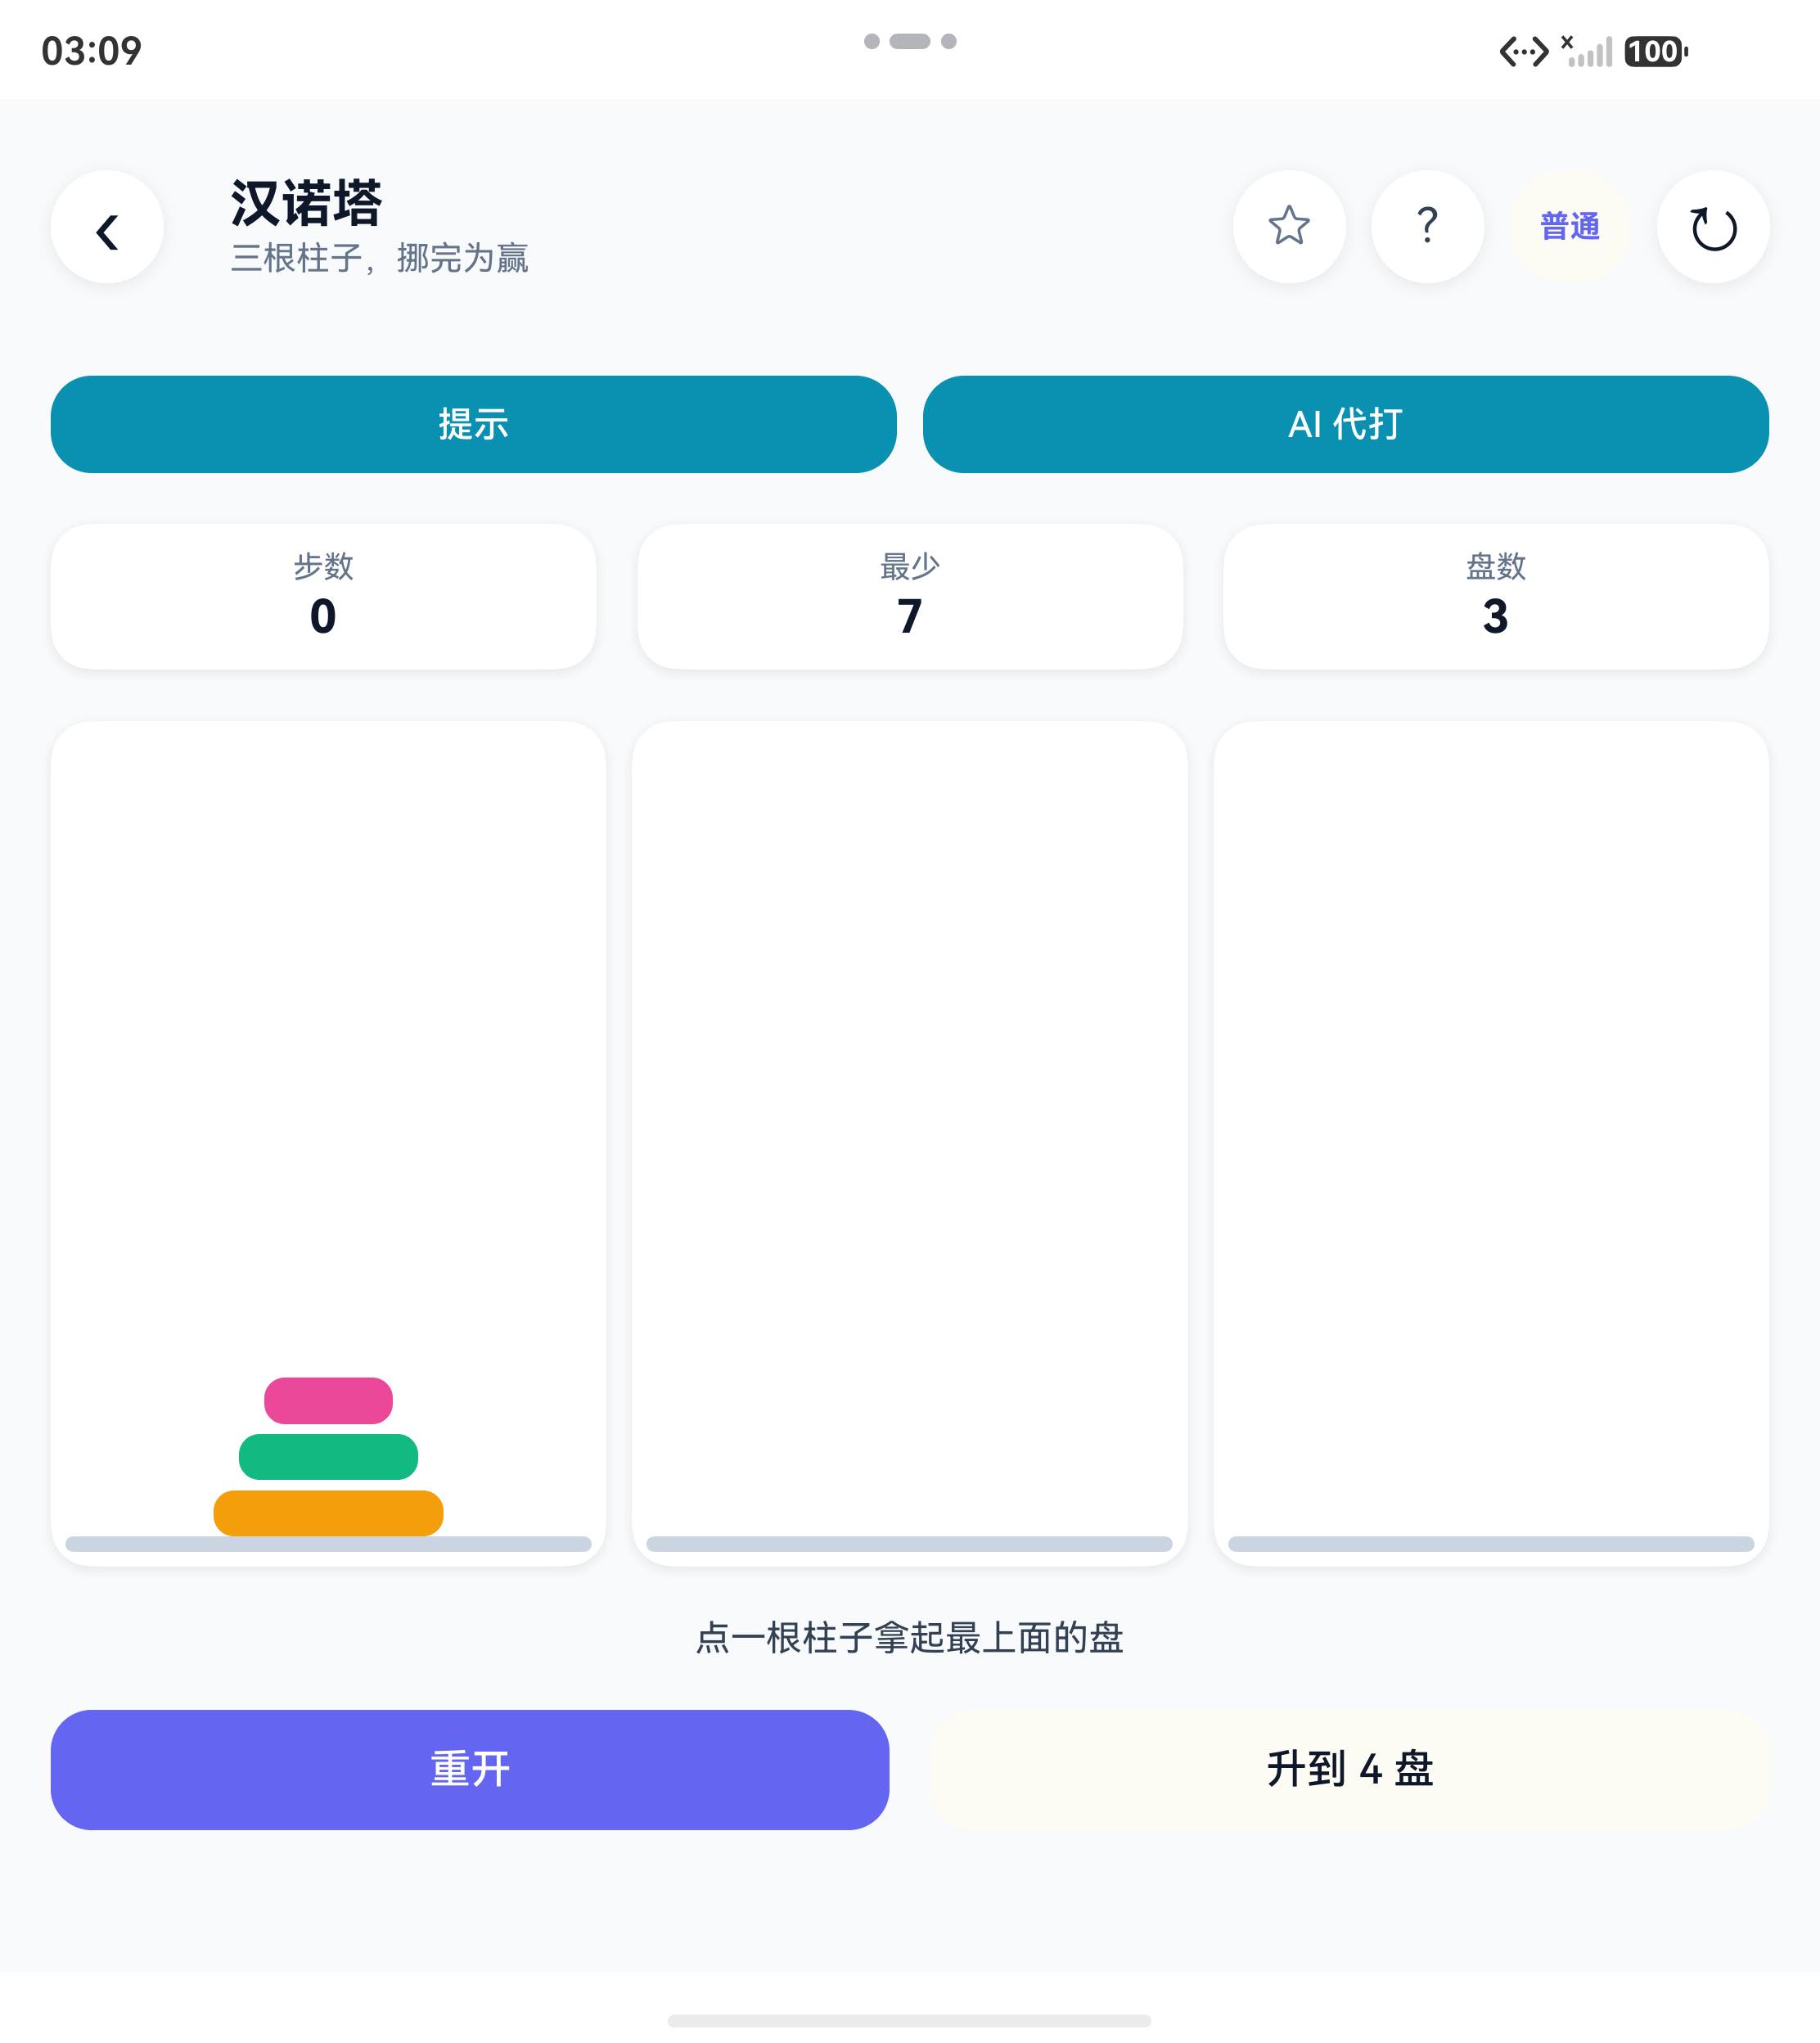 03:09
100
汉诺塔
三根柱子，挪完为赢
?
普通
提示
AI 代打
步数
0
最少
7
盘数
3
点一根柱子拿起最上面的盘
重开
升到 4 盘